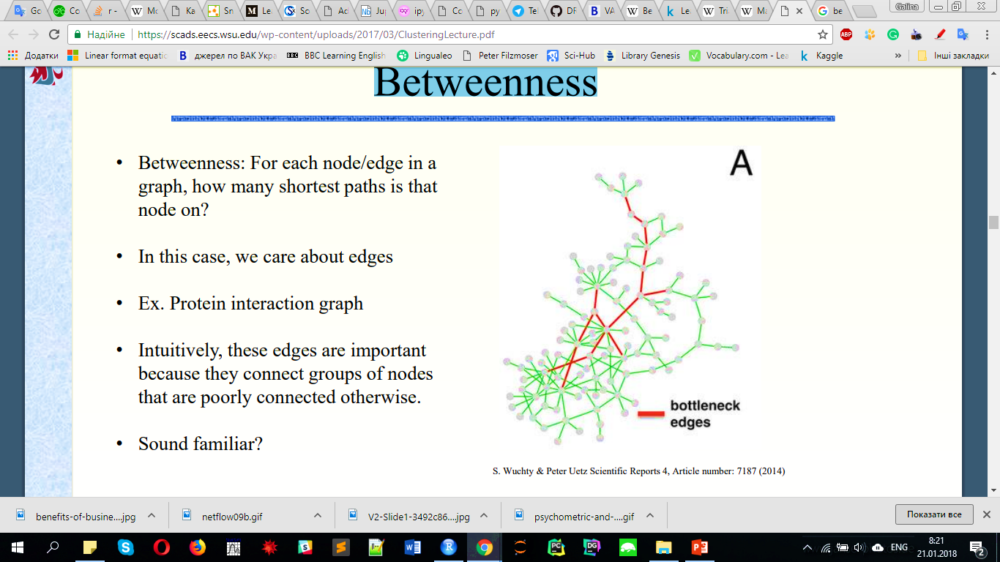 Go
Co
r -
Mo
Ka
Sn
Le
So
Ad
Jup
ipy
Co
py
Te
DF
VA
Be
Le
Tri
Ma
be
Galina
Надійне
https://scads.eecs.wsu.edu/wp-content/uploads/2017/03/ClusteringLecture.pdf
Додатки
Linear format equatio
джерел по ВАК Укра
BBC Learning English
Lingualeo
Peter Filzmoser
Sci-Hub
Library Genesis
Vocabulary.com - Lea
Kaggle
»
Інші закладки
Betweenness
• Betweenness: For each node/edge in a
graph, how many shortest paths is that
node on?
• In this case, we care about edges
• Ex. Protein interaction graph
• Intuitively, these edges are important
because they connect groups of nodes
that are poorly connected otherwise.
• Sound familiar?
A
bottleneck
edges
S. Wuchty & Peter Uetz Scientific Reports 4, Article number: 7187 (2014)
benefits-of-busine....jpg
netflow09b.gif
V2-Slide1-3492c86....jpg
psychometric-and-....gif
Показати все
ENG
8:21
21.01.2018
2